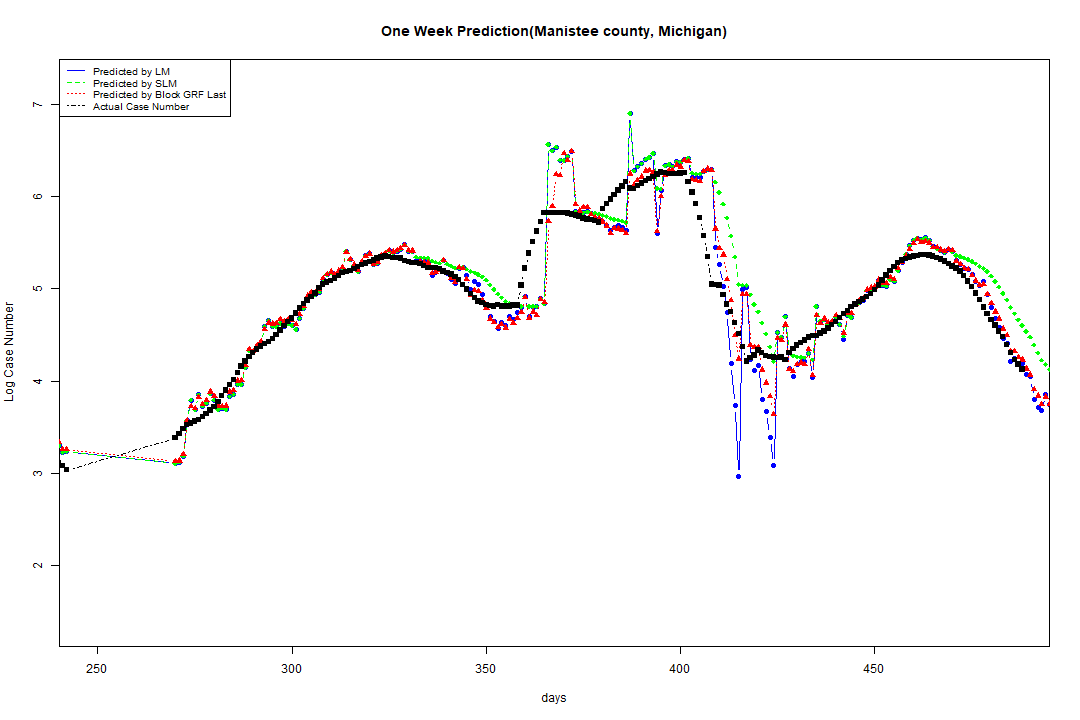 One Week Prediction(Manistee county, Michigan)
Predicted by LM
Predicted by SLM
Predicted by Block GRF Last
Actual Case Number
7
6
5
4
3
2
Log Case Number
250 300 350 400 450
days